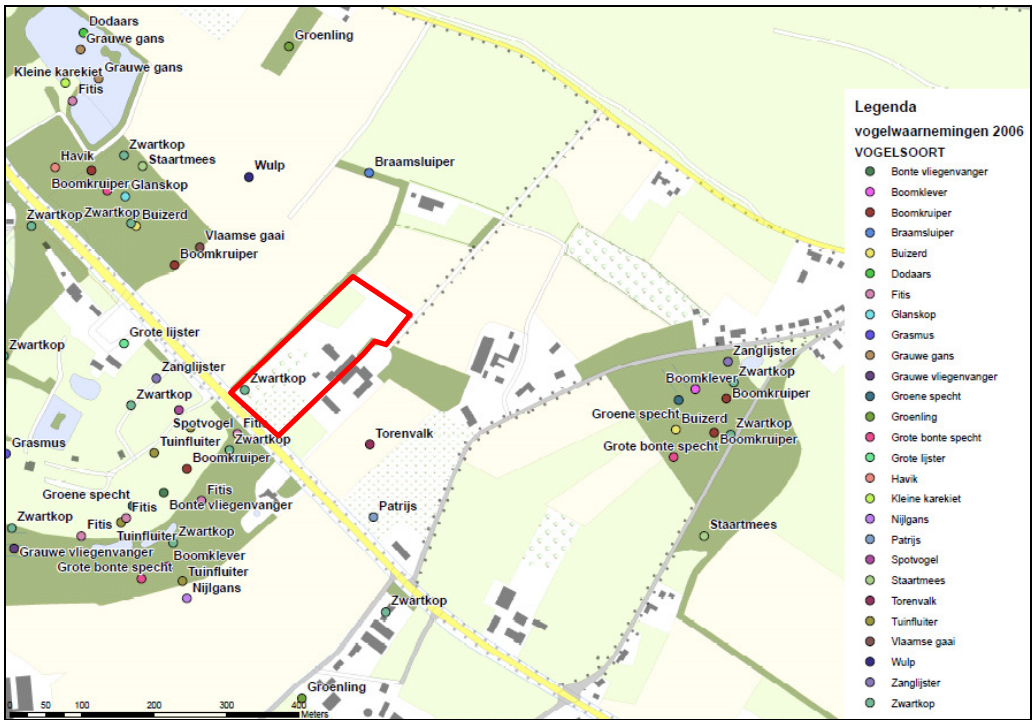 Dodaars
Grauwe gans
Groenling
Kleine karekiet
Grauwe gans
Fitis
Zwartkop
Staartmees
Havik
Wulp
Braamsluiper
Boomkruiper
Glanskop
Zwartkop
Zwartkop
Buizerd
Vlaamse gaai
Boomkruiper
Grote lijster
Zwartkop
Zanglijster
Zwartkop
Zwartkop
Spotvogel
Fitis
Tuinfluiter
Zwartkop
Grasmus
Boomkruiper
Torenvalk
Zanglijster
Boomklever
Zwartkop
Boomkruiper
Groene specht
Buizerd
Zwartkop
Boomkruiper
Grote bonte specht
Groene specht
Fitis
Fitis
Bonte vliegenvanger
Patrijs
Zwartkop
Fitis
Tuinfluiter
Zwartkop
Staartmees
Grauwe vliegenvanger
Boomklever
Grote bonte specht
Tuinfluiter
Nijlgans
Zwartkop
Groenling
0 50 100 200 300 400
Meters
Legenda
vogelwaarnemingen 2006
VOGELSOORT
Bonte vliegenvanger
Boomklever
Boomkruiper
Braamsluiper
Buizerd
Dodaars
Fitis
Glanskop
Grasmus
Grauwe gans
Grauwe vliegenvanger
Groene specht
Groenling
Grote bonte specht
Grote lijster
Havik
Kleine karekiet
Nijlgans
Patrijs
Spotvogel
Staartmees
Torenvalk
Tuinfluiter
Vlaamse gaai
Wulp
Zanglijster
Zwartkop